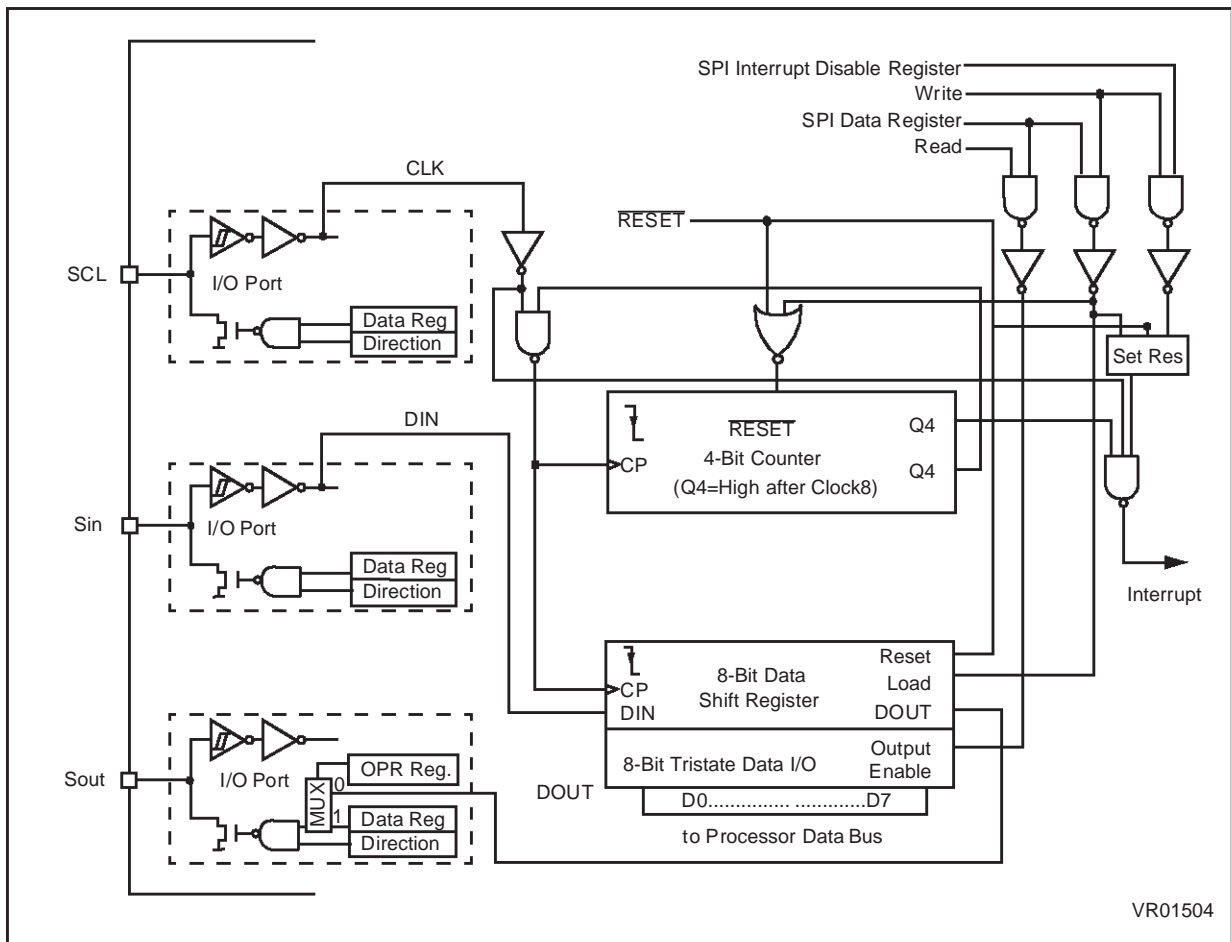 SPI Interrupt Disable Register
Write
SPI Data Register
Read
CLK
RESET
SCL
I/O Port
Data Reg
Direction
Set Res
DIN
RESET
4-Bit Counter
(Q4=High after Clock8)
CP
Q4
Q4
Sin
I/O Port
Data Reg
Direction
Interrupt
8-Bit Data
Shift Register
CP
DIN
Reset
Load
DOUT
Output
Enable
8-Bit Tristate Data I/O
DOUT
D0............... .............D7
to Processor Data Bus
Sout
I/O Port
OPR Reg.
MUX
0
1
Data Reg
Direction
VR01504